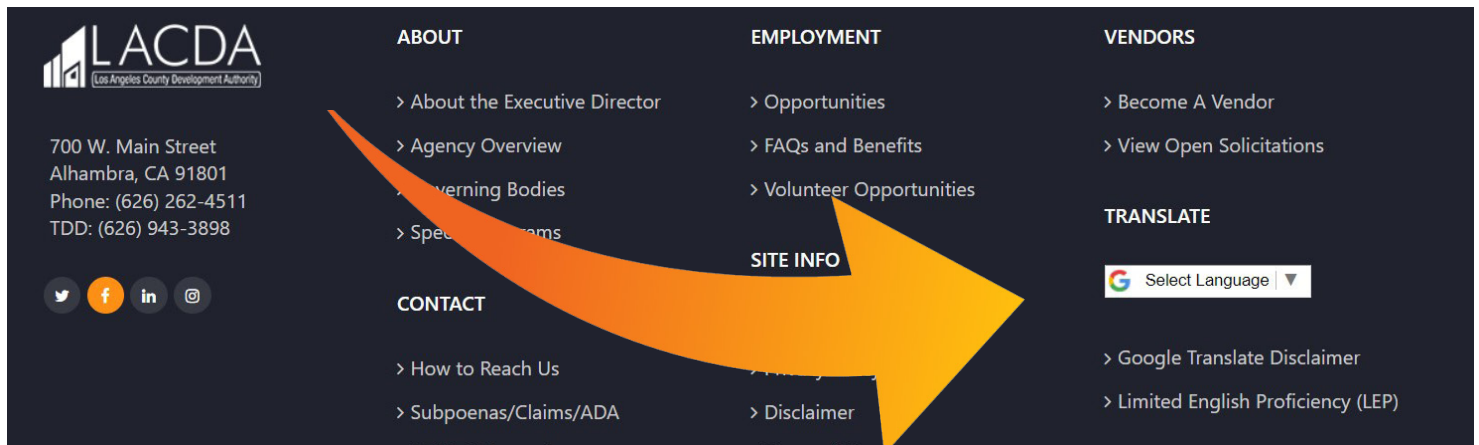 LACDA
Los Angeles County Development Authority
700 W. Main Street
Alhambra, CA 91801
Phone: (626) 262-4511
TDD: (626) 943-3898
ABOUT
> About the Executive Director
> Agency Overview
Bodies
CONTACT
> How to Reach Us
> Subpoenas/Claims/ADA
EMPLOYMENT
> Opportunities
> FAQs and Benefits
> Volunteer Opportunities
SITE INFO
> Disclaimer
VENDORS
> Become A Vendor
> View Open Solicitations
TRANSLATE
Select Language ▼
> Google Translate Disclaimer
> Limited English Proficiency (LEP)